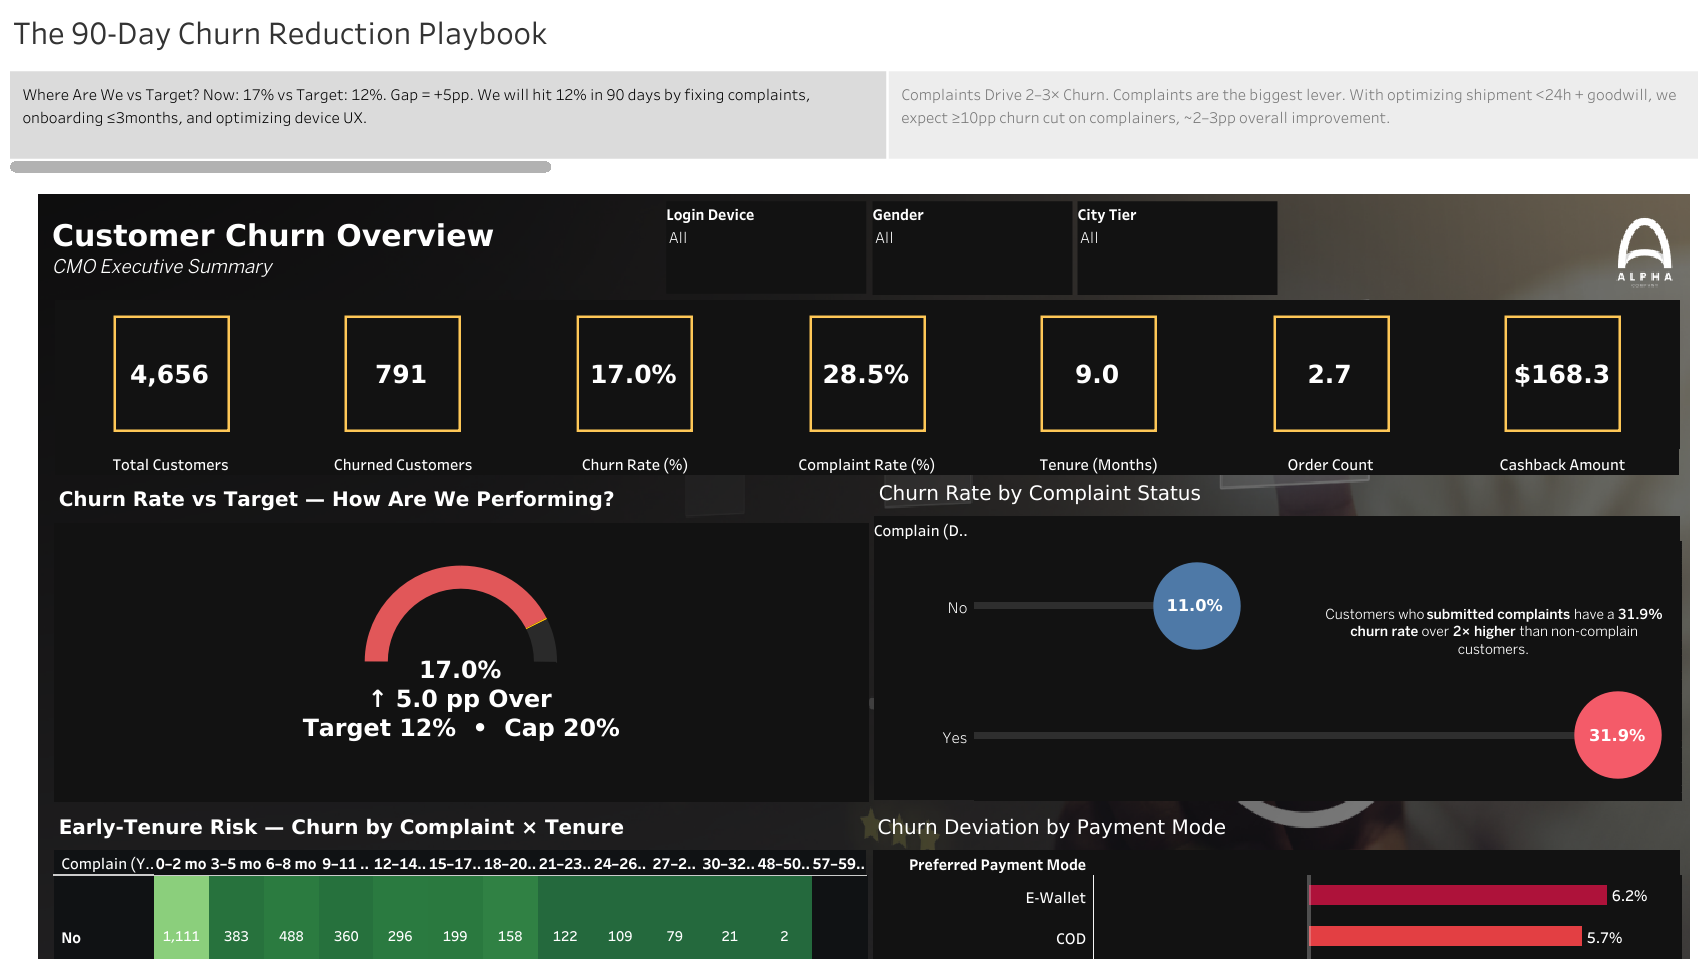 The 90-Day Churn Reduction Playbook
Where Are We vs Target? Now: 17% vs Target: 12%. Gap = +5pp. We will hit 12% in 90 days by fixing complaints,
onboarding ≤3months, and optimizing device UX.
Complaints Drive 2–3× Churn. Complaints are the biggest lever. With optimizing shipment <24h + goodwill, we
expect ≥10pp churn cut on complainers, ~2–3pp overall improvement.
Customer Churn Overview
CMO Executive Summary
Login Device
All
Gender
All
City Tier
All
ALPHA
4,656
791
17.0%
28.5%
9.0
2.7
$168.3
Total Customers
Churned Customers
Churn Rate (%)
Complaint Rate (%)
Tenure (Months)
Order Count
Cashback Amount
Churn Rate vs Target — How Are We Performing?
17.0%
↑ 5.0 pp Over
Target 12% • Cap 20%
Churn Rate by Complaint Status
Complain (D..
No
11.0%
Customers who submitted complaints have a 31.9%
churn rate over 2× higher than non-complain
customers.
Yes
31.9%
Early-Tenure Risk — Churn by Complaint × Tenure
Complain (Y.. 0–2 mo 3–5 mo 6–8 mo 9–11 .. 12–14.. 15–17.. 18–20.. 21–23.. 24–26.. 27–2.. 30–32.. 48–50.. 57–59..
No 1,111 383 488 360 296 199 158 122 109 79 21 2
Churn Deviation by Payment Mode
Preferred Payment Mode
E-Wallet 6.2%
COD 5.7%